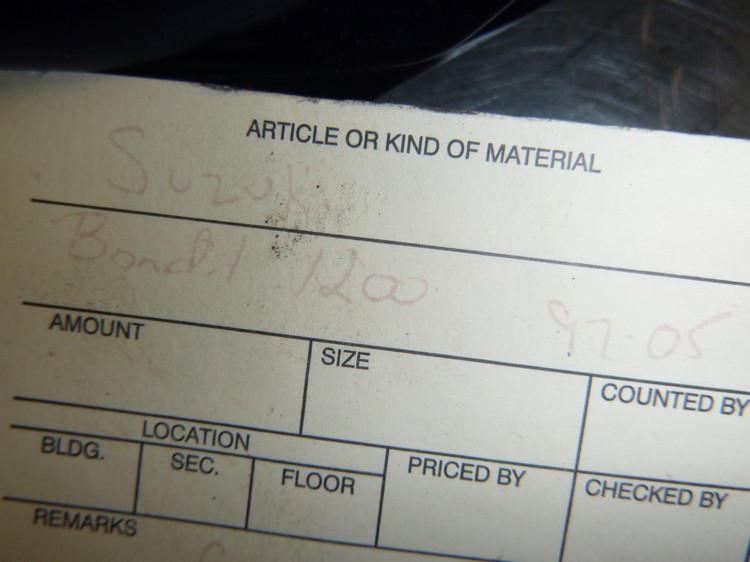 ARTICLE OR KIND OF MATERIAL
Suzuki
Bandit 1200 97-05
AMOUNT
SIZE
COUNTED BY
LOCATION
BLDG. SEC. FLOOR
PRICED BY
CHECKED BY
REMARKS